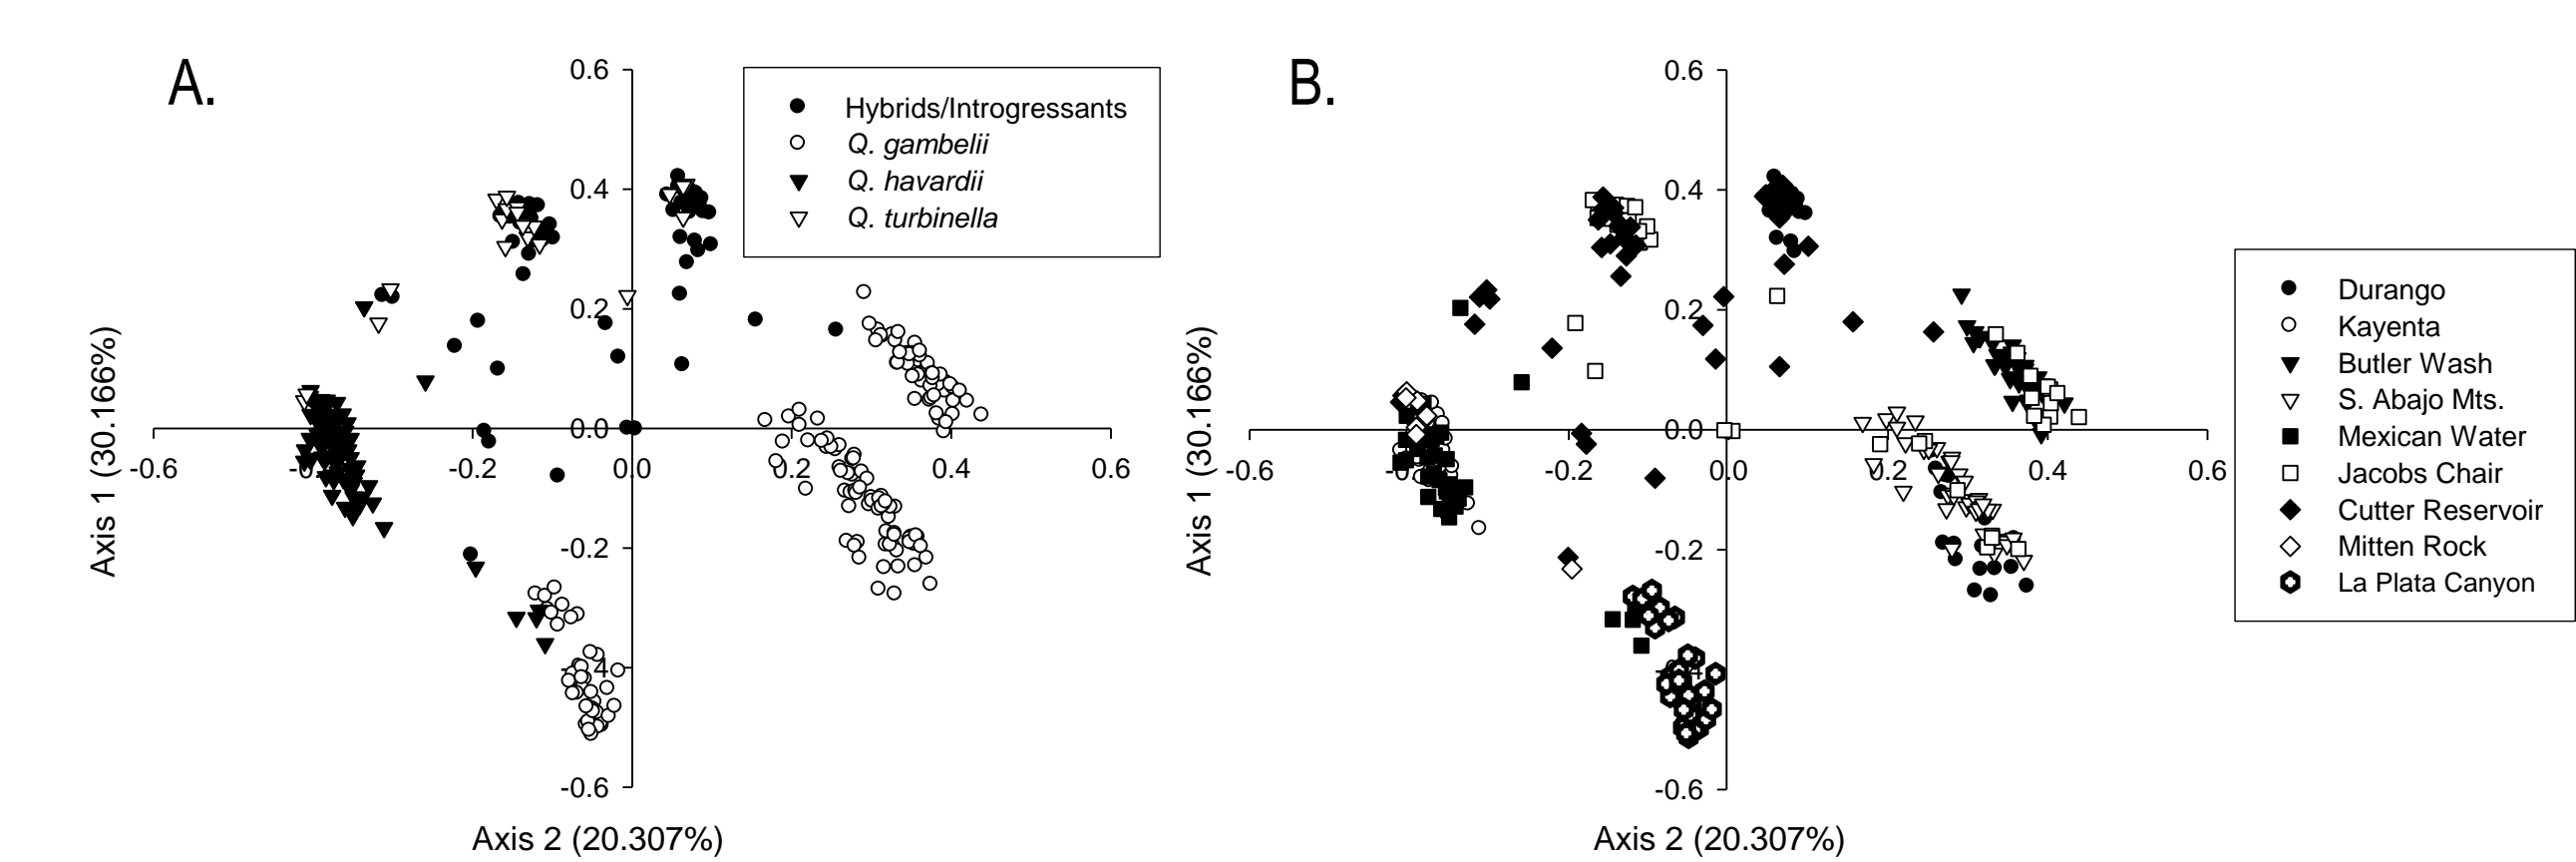 A.
0.6
0.4
0.2
0.0
-0.2
-0.6
-0.6
-0.2
0.0
0.2
0.4
0.6
Axis 1 (30.166%)
Axis 2 (20.307%)
Hybrids/Introgressants
Q. gambelii
Q. havardii
Q. turbinella
B.
0.6
0.4
0.2
0.0
-0.2
-0.6
-0.6
-0.2
0.0
0.2
0.4
0.6
Axis 1 (30.166%)
Axis 2 (20.307%)
Durango
Kayenta
Butler Wash
S. Abajo Mts.
Mexican Water
Jacobs Chair
Cutter Reservoir
Mitten Rock
La Plata Canyon